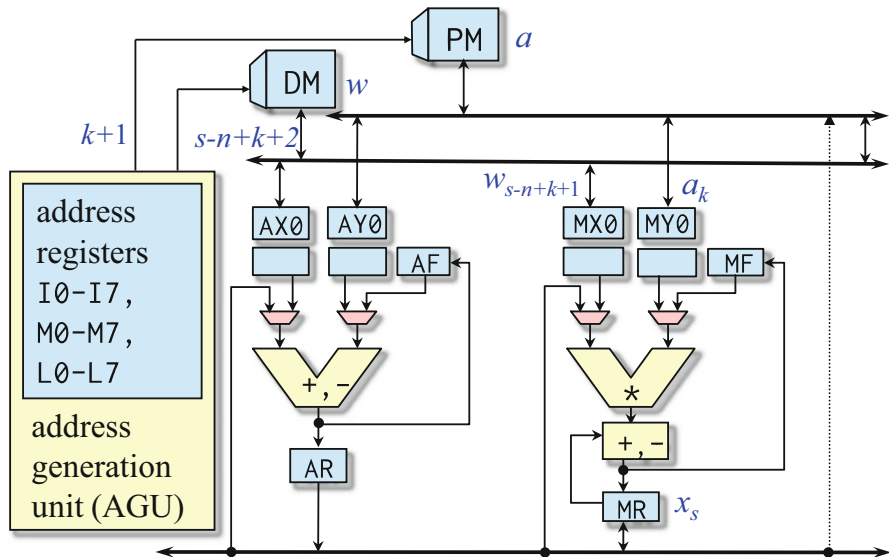 PM a
DM w
k+1 s-n+k+2
w_{s-n+k+1} a_k
address
registers
I0-I7,
M0-M7,
L0-L7
address
generation
unit (AGU)
AX0 AY0 MX0 MY0
AF MF
+,- *
+,-
AR MR x_s